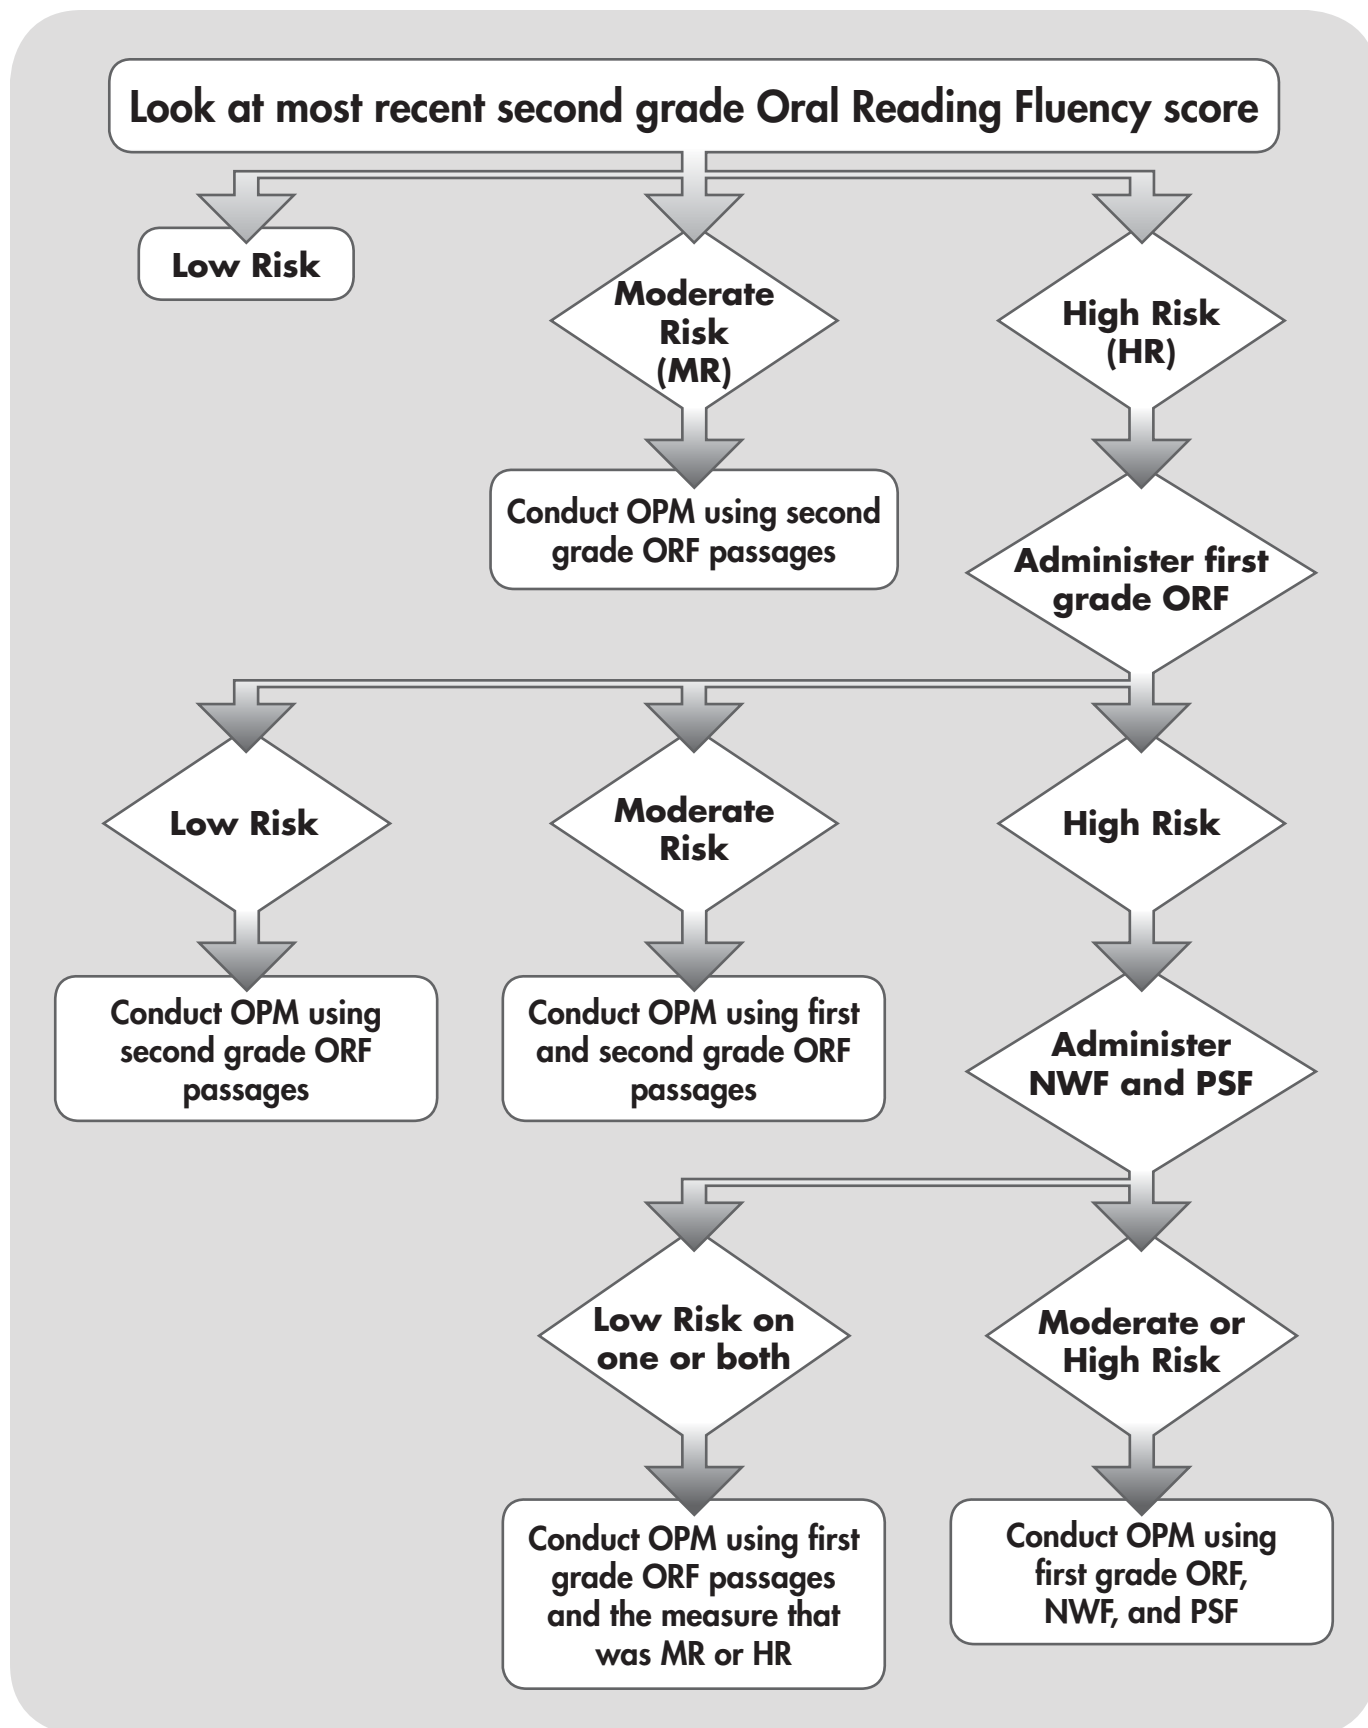 Look at most recent second grade Oral Reading Fluency score
Low Risk
Moderate
Risk
(MR)
High Risk
(HR)
Conduct OPM using second
grade ORF passages
Administer first
grade ORF
Low Risk
Moderate
Risk
High Risk
Conduct OPM using
second grade ORF
passages
Conduct OPM using first
and second grade ORF
passages
Administer
NWF and PSF
Low Risk on
one or both
Moderate or
High Risk
Conduct OPM using first
grade ORF passages
and the measure that
was MR or HR
Conduct OPM using
first grade ORF,
NWF, and PSF